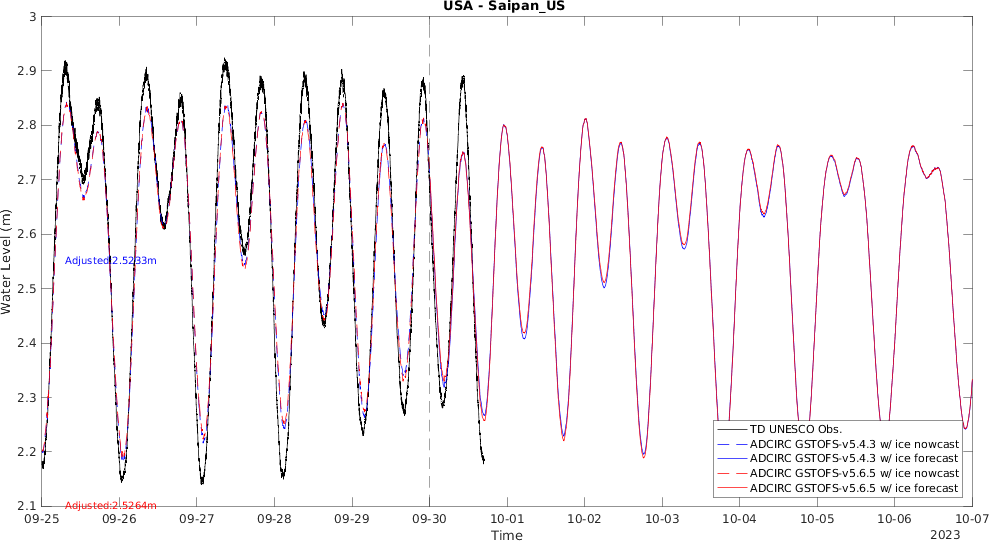 USA - Saipan_US
3
2.9
2.8
2.7
2.6
2.5
2.4
2.3
2.2
2.1
Water Level (m)
Adjusted:2.5233m
Adjusted:2.5264m
TD UNESCO Obs.
ADCIRC GSTOFS-v5.4.3 w/ ice nowcast
ADCIRC GSTOFS-v5.4.3 w/ ice forecast
ADCIRC GSTOFS-v5.6.5 w/ ice nowcast
ADCIRC GSTOFS-v5.6.5 w/ ice forecast
09-25 09-26 09-27 09-28 09-29 09-30 10-01 10-02 10-03 10-04 10-05 10-06 10-07
Time
2023